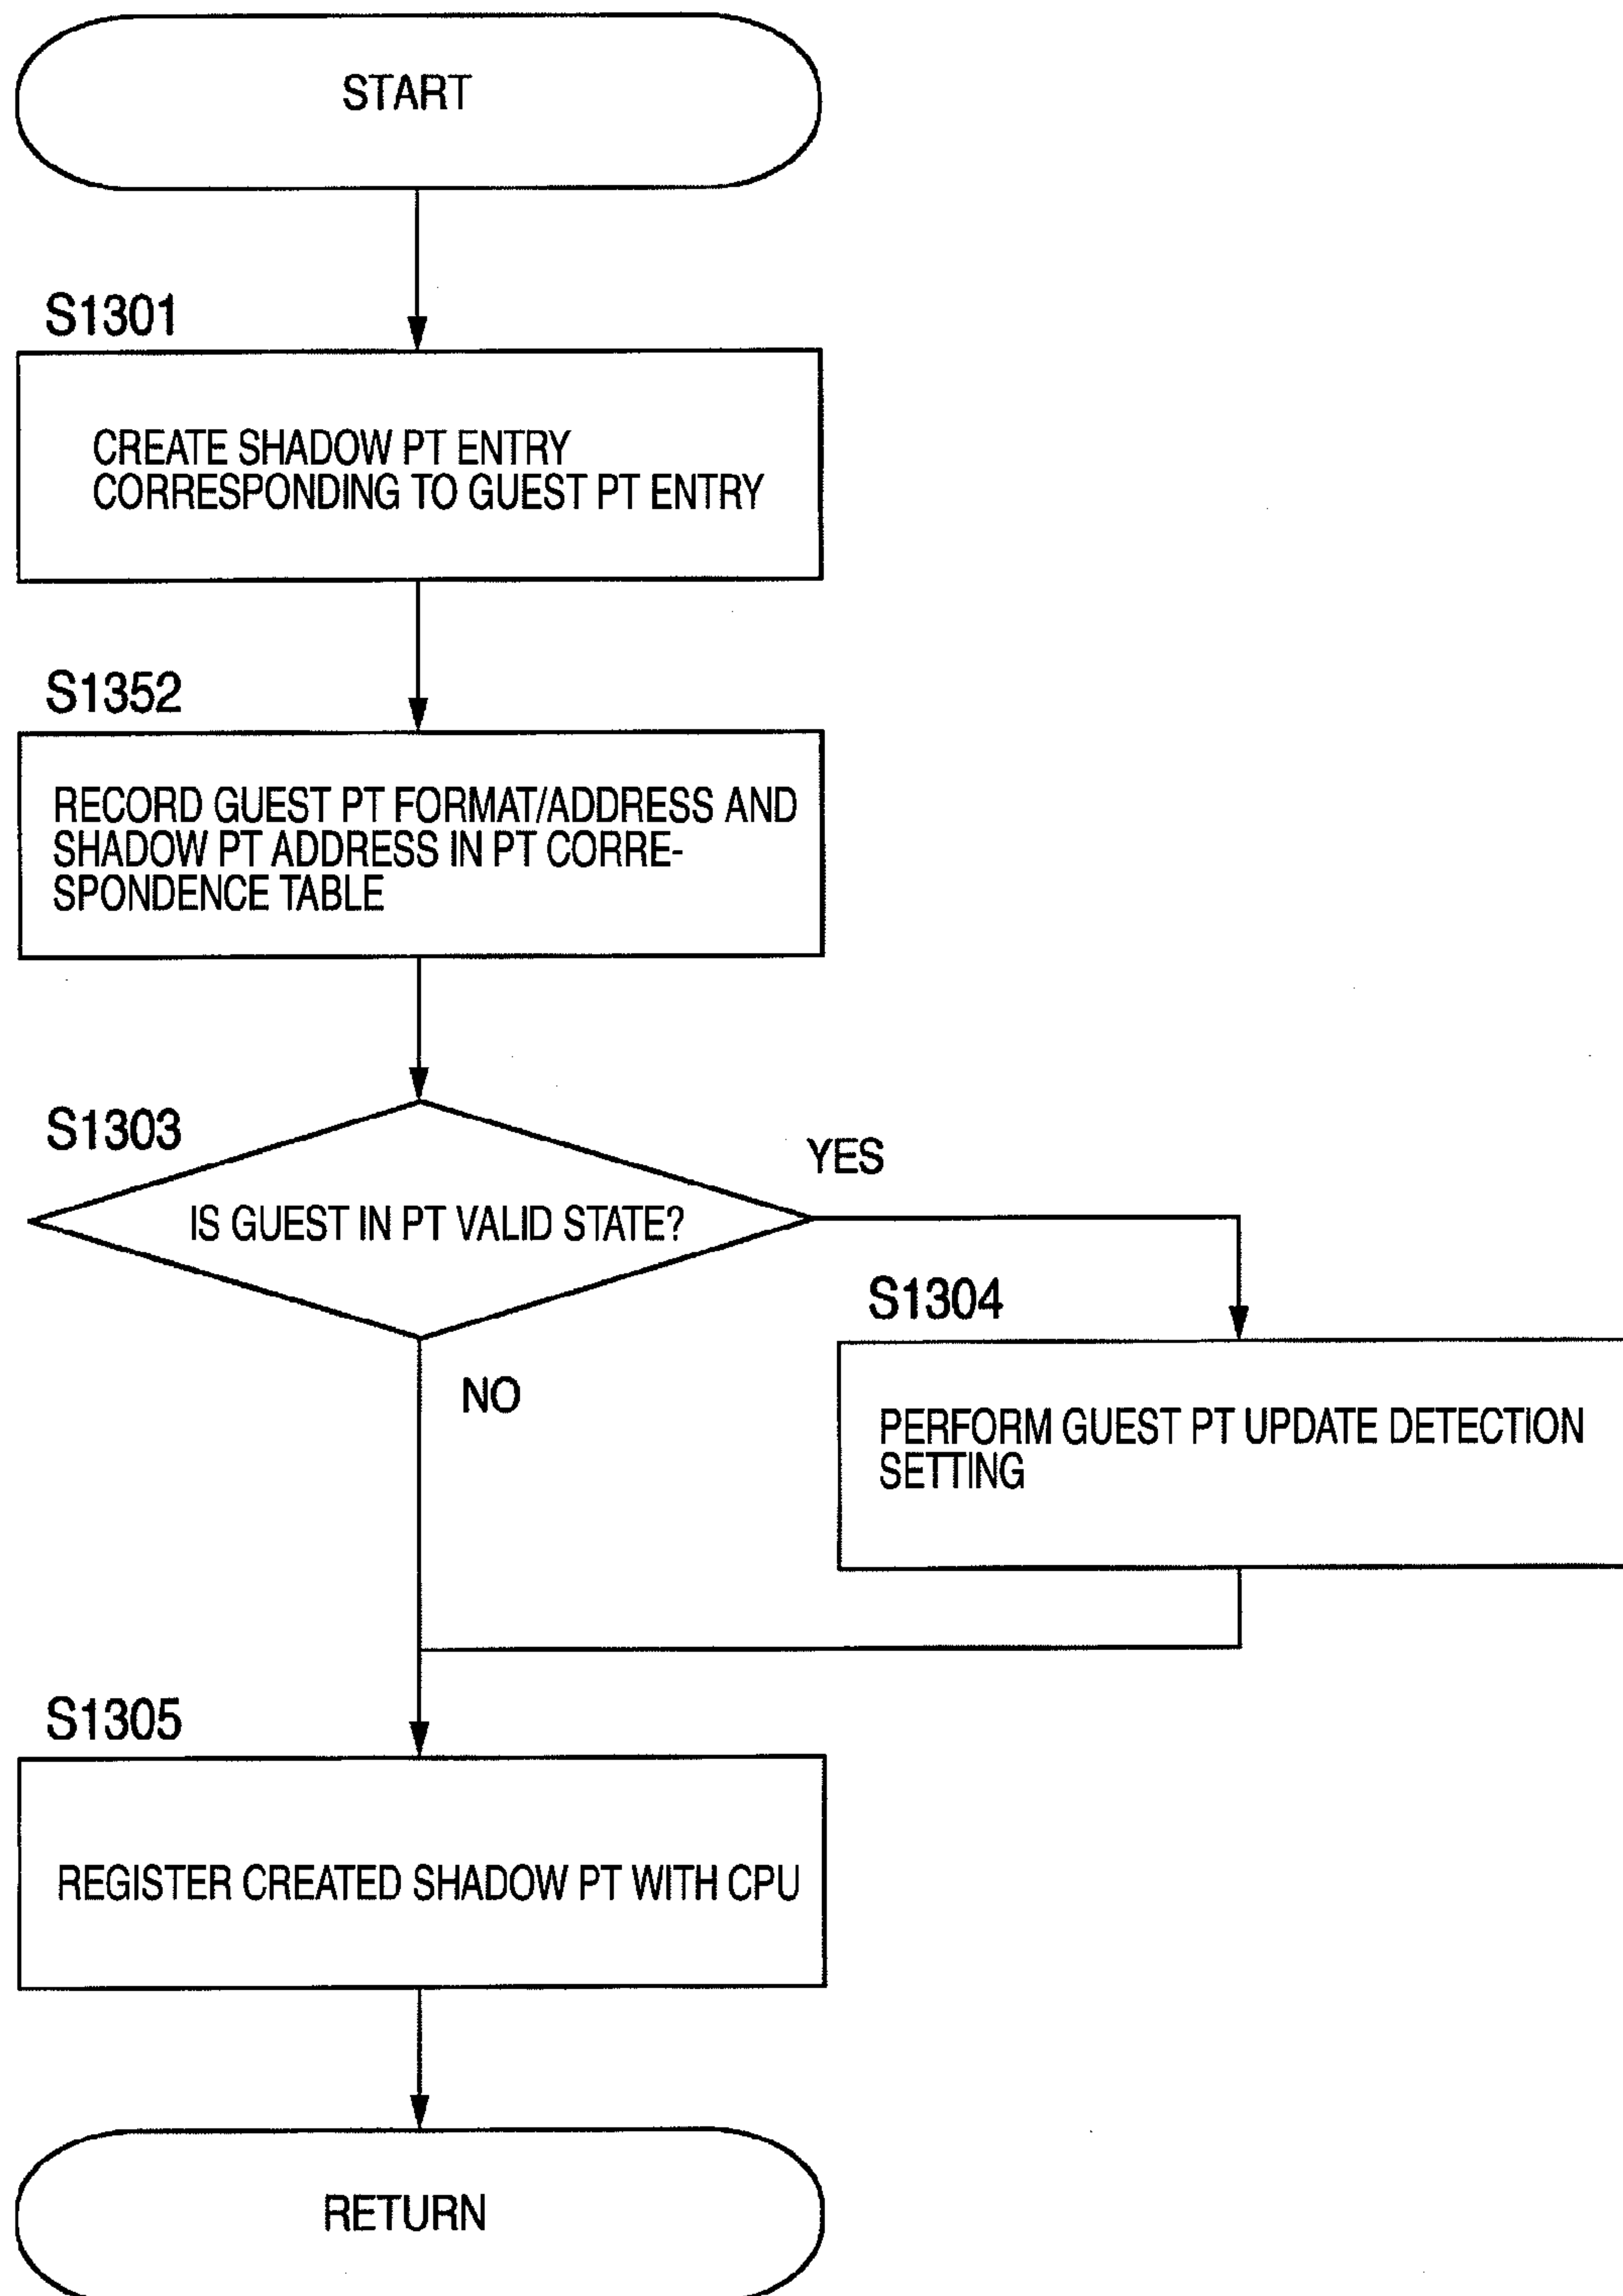 START
S1301
CREATE SHADOW PT ENTRY
CORRESPONDING TO GUEST PT ENTRY
S1352
RECORD GUEST PT FORMAT/ADDRESS AND
SHADOW PT ADDRESS IN PT CORRE-
SPONDENCE TABLE
S1303
IS GUEST IN PT VALID STATE?
YES
NO
S1304
PERFORM GUEST PT UPDATE DETECTION
SETTING
S1305
REGISTER CREATED SHADOW PT WITH CPU
RETURN